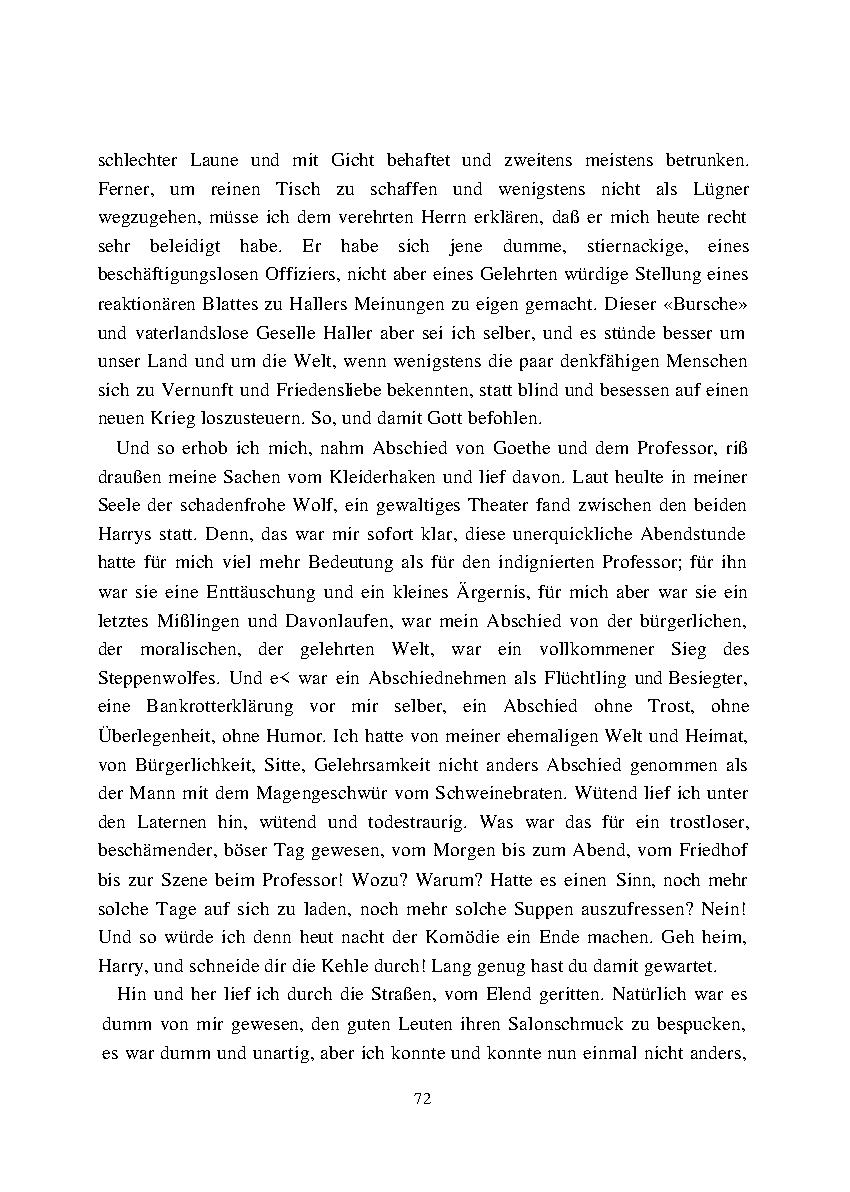 schlechter Laune und mit Gicht behaftet und zweitens meistens betrunken.
Ferner, um reinen Tisch zu schaffen und wenigstens nicht als Lügner
wegzugehen, müsse ich dem verehrten Herrn erklären, daß er mich heute recht
sehr beleidigt habe. Er habe sich jene dumme, stiernackige, eines
beschäftigungslosen Offiziers, nicht aber eines Gelehrten würdige Stellung eines
reaktionären Blattes zu Hallers Meinungen zu eigen gemacht. Dieser «Bursche»
und vaterlandslose Geselle Haller aber sei ich selber, und es stünde besser um
unser Land und um die Welt, wenn wenigstens die paar denkfähigen Menschen
sich zu Vernunft und Friedensliebe bekennten, statt blind und besessen auf einen
neuen Krieg loszusteuern. So, und damit Gott befohlen.
Und so erhob ich mich, nahm Abschied von Goethe und dem Professor, riß
draußen meine Sachen vom Kleiderhaken und lief davon. Laut heulte in meiner
Seele der schadenfrohe Wolf, ein gewaltiges Theater fand zwischen den beiden
Harrys statt. Denn, das war mir sofort klar, diese unerquickliche Abendstunde
hatte für mich viel mehr Bedeutung als für den indignierten Professor; für ihn
war sie eine Enttäuschung und ein kleines Ärgernis, für mich aber war sie ein
letztes Mißlingen und Davonlaufen, war mein Abschied von der bürgerlichen,
der moralischen, der gelehrten Welt, war ein vollkommener Sieg des
Steppenwolfes. Und e< war ein Abschiednehmen als Flüchtling und Besiegter,
eine Bankrotterklärung vor mir selber, ein Abschied ohne Trost, ohne
Überlegenheit, ohne Humor. Ich hatte von meiner ehemaligen Welt und Heimat,
von Bürgerlichkeit, Sitte, Gelehrsamkeit nicht anders Abschied genommen als
der Mann mit dem Magengeschwür vom Schweinebraten. Wütend lief ich unter
den Laternen hin, wütend und todestraurig. Was war das für ein trostloser,
beschämender, böser Tag gewesen, vom Morgen bis zum Abend, vom Friedhof
bis zur Szene beim Professor! Wozu? Warum? Hatte es einen Sinn, noch mehr
solche Tage auf sich zu laden, noch mehr solche Suppen auszufressen? Nein!
Und so würde ich denn heut nacht der Komödie ein Ende machen. Geh heim,
Harry, und schneide dir die Kehle durch! Lang genug hast du damit gewartet.
Hin und her lief ich durch die Straßen, vom Elend geritten. Natürlich war es
dumm von mir gewesen, den guten Leuten ihren Salonschmuck zu bespucken,
es war dumm und unartig, aber ich konnte und konnte nun einmal nicht anders,
72